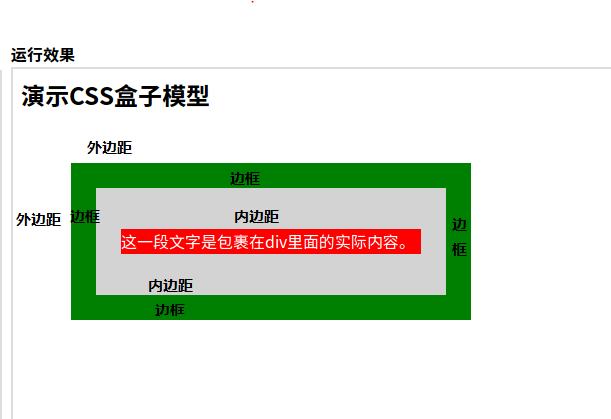 运行效果
演示CSS盒子模型
外边距
边框
外边距
边框
内边距
边
框
这一段文字是包裹在div里面的实际内容。
内边距
边框